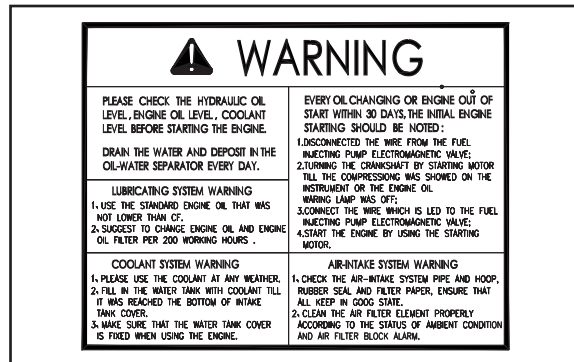 WARNING
PLEASE CHECK THE HYDRAULIC OIL
LEVEL, ENGINE OIL LEVEL, COOLANT
LEVEL BEFORE STARTING THE ENGINE.
DRAIN THE WATER AND DEPOSIT IN THE
OIL-WATER SEPARATOR EVERY DAY.
LUBRICATING SYSTEM WARNING
1、USE THE STANDARD ENGINE OIL THAT WAS
NOT LOWER THAN CF.
2、SUGGEST TO CHANGE ENGINE OIL AND ENGINE
OIL FILTER PER 200 WORKING HOURS .
EVERY OIL CHANGING OR ENGINE OUT OF
START WITHIN 30 DAYS, THE INITIAL ENGINE
STARTING SHOULD BE NOTED:
1.DISCONNECTED THE WIRE FROM THE FUEL
INJECTING PUMP ELECTROMAGNETIC VALVE;
2.TURNING THE CRANKSHAFT BY STARTING MOTOR
TILL THE COMPRESSIONG WAS SHOWED ON THE
INSTRUMENT OR THE ENGINE OIL
WARING LAMP WAS OFF;
3.CONNECT THE WIRE WHICH IS LED TO THE FUEL
INJECTING PUMP ELECTROMAGNETIC VALVE;
4.START THE ENGINE BY USING THE STARTING
MOTOR.
COOLANT SYSTEM WARNING
1、PLEASE USE THE COOLANT AT ANY WEATHER.
2、FILL IN THE WATER TANK WITH COOLANT TILL
IT WAS REACHED THE BOTTOM OF INTAKE
TANK COVER.
3、MAKE SURE THAT THE WATER TANK COVER
IS FIXED WHEN USING THE ENGINE.
AIR-INTAKE SYSTEM WARNING
1、CHECK THE AIR-INTAKE SYSTEM PIPE AND HOOP,
RUBBER SEAL AND FILTER PAPER, ENSURE THAT
ALL KEEP IN GOOG STATE.
2、CLEAN THE AIR FILTER ELEMENT PROPERLY
ACCORDING TO THE STATUS OF AMBIENT CONDITION
AND AIR FILTER BLOCK ALARM.